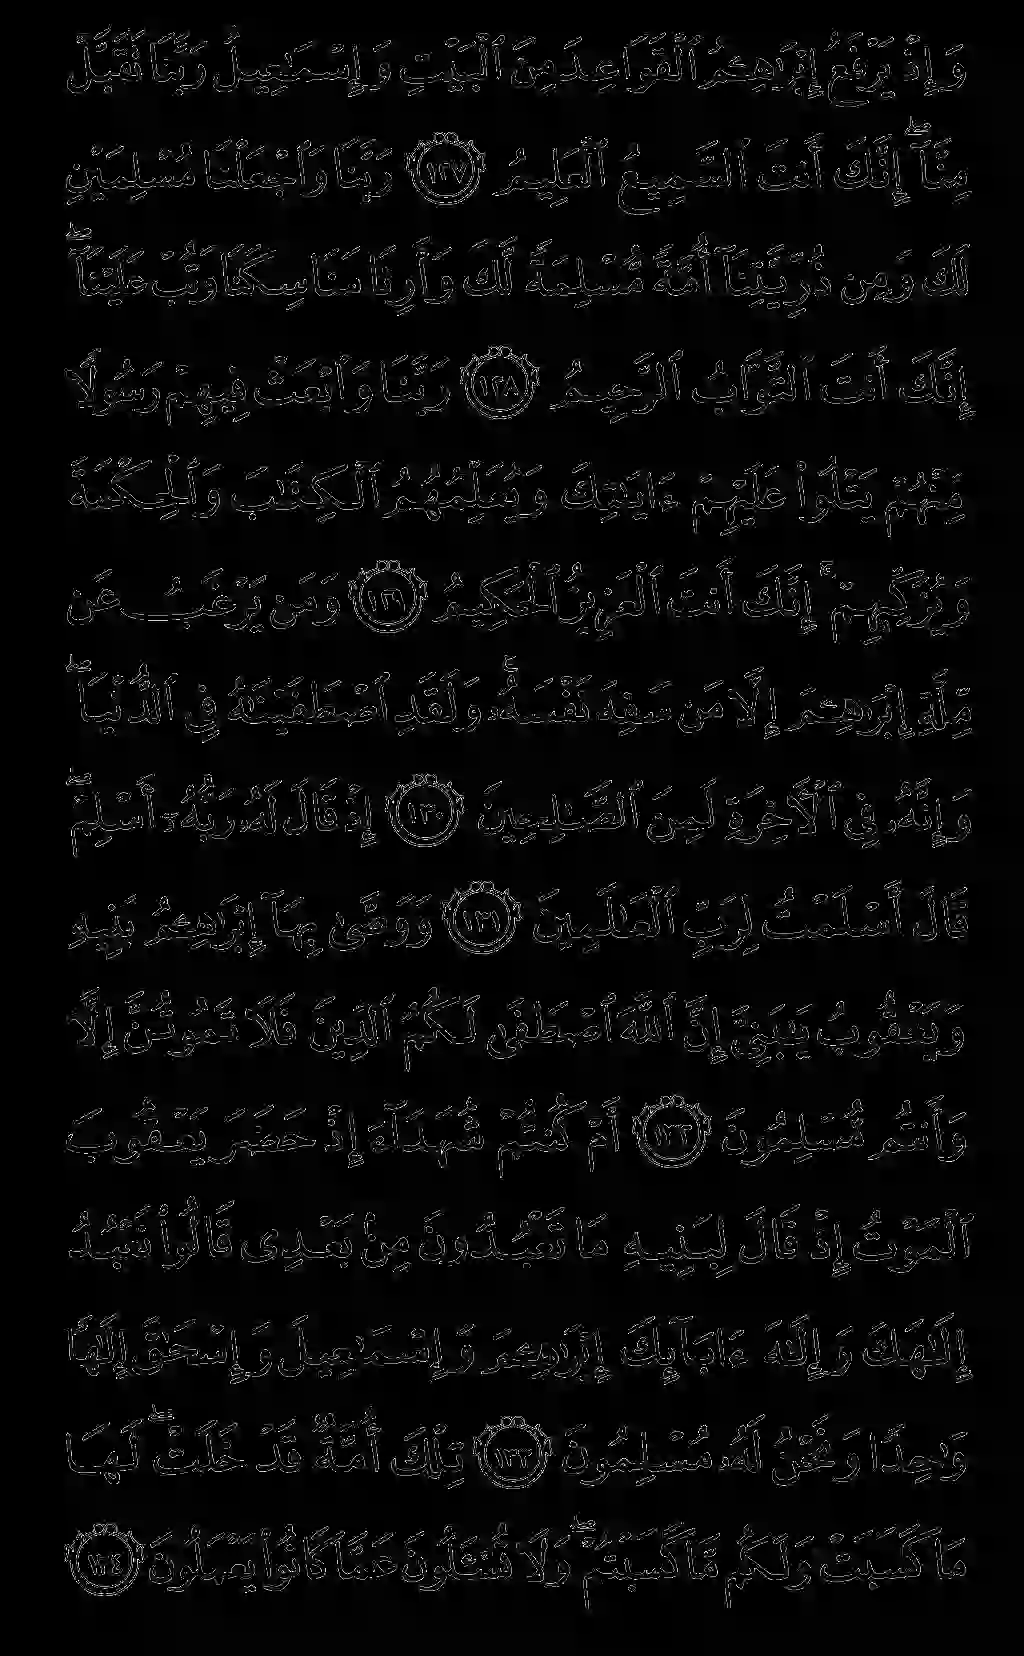 وَإِذْ يَرْفَعُ إِبْرَٰهِـۧمُ ٱلْقَوَاعِدَ مِنَ ٱلْبَيْتِ وَإِسْمَـٰعِيلُ رَبَّنَا تَقَبَّلْ
مِنَّآ ۖ إِنَّكَ أَنتَ ٱلسَّمِيعُ ٱلْعَلِيمُ ١٢٧ رَبَّنَا وَٱجْعَلْنَا مُسْلِمَيْنِ
لَكَ وَمِن ذُرِّيَّتِنَآ أُمَّةً مُّسْلِمَةً لَّكَ وَأَرِنَا مَنَاسِكَنَا وَتُبْ عَلَيْنَآ ۖ
إِنَّكَ أَنتَ ٱلتَّوَّابُ ٱلرَّحِيمُ ١٢٨ رَبَّنَا وَٱبْعَثْ فِيهِمْ رَسُولًا
مِّنْهُمْ يَتْلُوا۟ عَلَيْهِمْ ءَايَـٰتِكَ وَيُعَلِّمُهُمُ ٱلْكِتَـٰبَ وَٱلْحِكْمَةَ
وَيُزَكِّيهِمْ ۚ إِنَّكَ أَنتَ ٱلْعَزِيزُ ٱلْحَكِيمُ ١٢٩ وَمَن يَرْغَبُ عَن
مِّلَّةِ إِبْرَٰهِـۧمَ إِلَّا مَن سَفِهَ نَفْسَهُۥ ۚ وَلَقَدِ ٱصْطَفَيْنَـٰهُ فِى ٱلدُّنْيَا ۖ
وَإِنَّهُۥ فِى ٱلْـَٔاخِرَةِ لَمِنَ ٱلصَّـٰلِحِينَ ١٣٠ إِذْ قَالَ لَهُۥ رَبُّهُۥٓ أَسْلِمْ ۖ
قَالَ أَسْلَمْتُ لِرَبِّ ٱلْعَـٰلَمِينَ ١٣١ وَوَصَّىٰ بِهَآ إِبْرَٰهِـۧمُ بَنِيهِ
وَيَعْقُوبُ يَـٰبَنِىَّ إِنَّ ٱللَّهَ ٱصْطَفَىٰ لَكُمُ ٱلدِّينَ فَلَا تَمُوتُنَّ إِلَّا
وَأَنتُم مُّسْلِمُونَ ١٣٢ أَمْ كُنتُمْ شُهَدَآءَ إِذْ حَضَرَ يَعْقُوبَ
ٱلْمَوْتُ إِذْ قَالَ لِبَنِيهِ مَا تَعْبُدُونَ مِنۢ بَعْدِى قَالُوا۟ نَعْبُدُ
إِلَـٰهَكَ وَإِلَـٰهَ ءَابَآئِكَ إِبْرَٰهِـۧمَ وَإِسْمَـٰعِيلَ وَإِسْحَـٰقَ إِلَـٰهًا
وَٰحِدًا وَنَحْنُ لَهُۥ مُسْلِمُونَ ١٣٣ تِلْكَ أُمَّةٌ قَدْ خَلَتْ ۖ لَهَا
مَا كَسَبَتْ وَلَكُم مَّا كَسَبْتُمْ ۖ وَلَا تُسْـَٔلُونَ عَمَّا كَانُوا۟ يَعْمَلُونَ ١٣٤